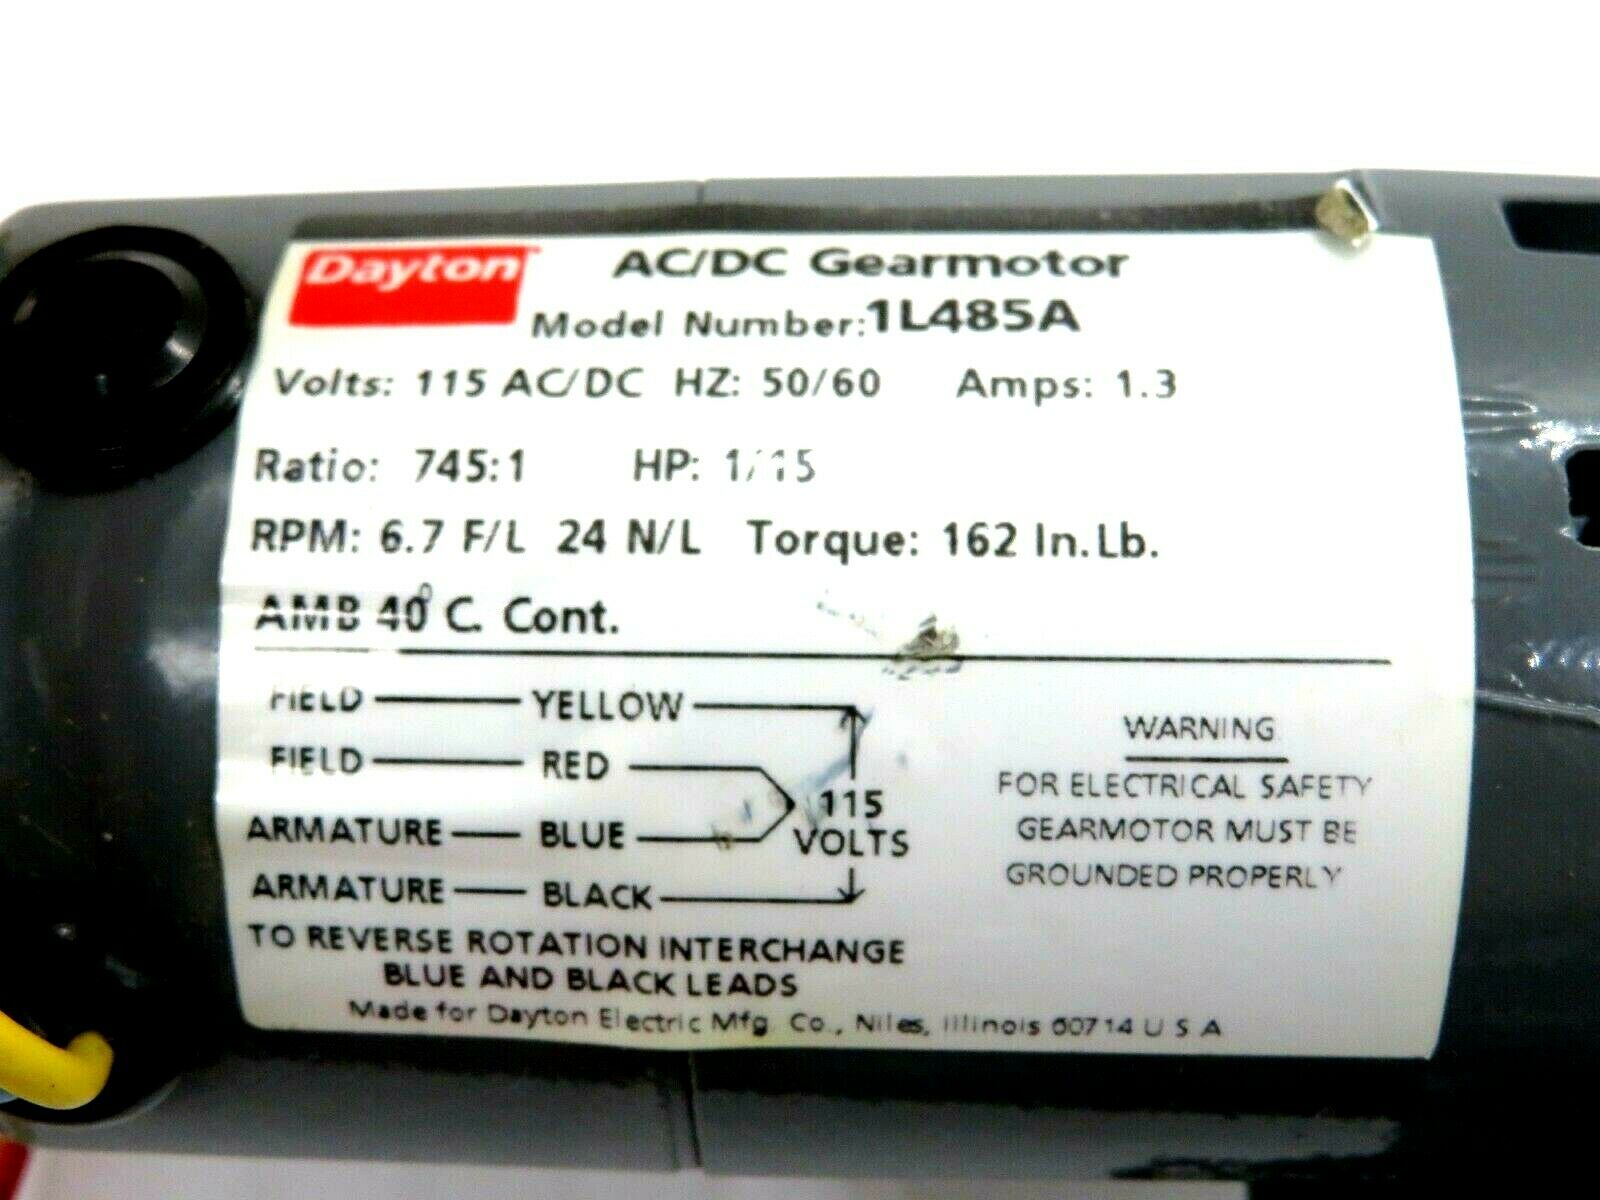 Dayton
AC/DC Gearmotor
Model Number:1L485A
Volts: 115 AC/DC HZ: 50/60 Amps: 1.3
Ratio: 745:1 HP: 1/15
RPM: 6.7 F/L 24 N/L Torque: 162 In.Lb.
AMB 40° C. Cont.
FIELD YELLOW
FIELD RED
ARMATURE BLUE
ARMATURE BLACK
115
VOLTS
TO REVERSE ROTATION INTERCHANGE
BLUE AND BLACK LEADS
WARNING
FOR ELECTRICAL SAFETY
GEARMOTOR MUST BE
GROUNDED PROPERLY
Made for Dayton Electric Mfg. Co., Niles, Illinois 60714 U S A